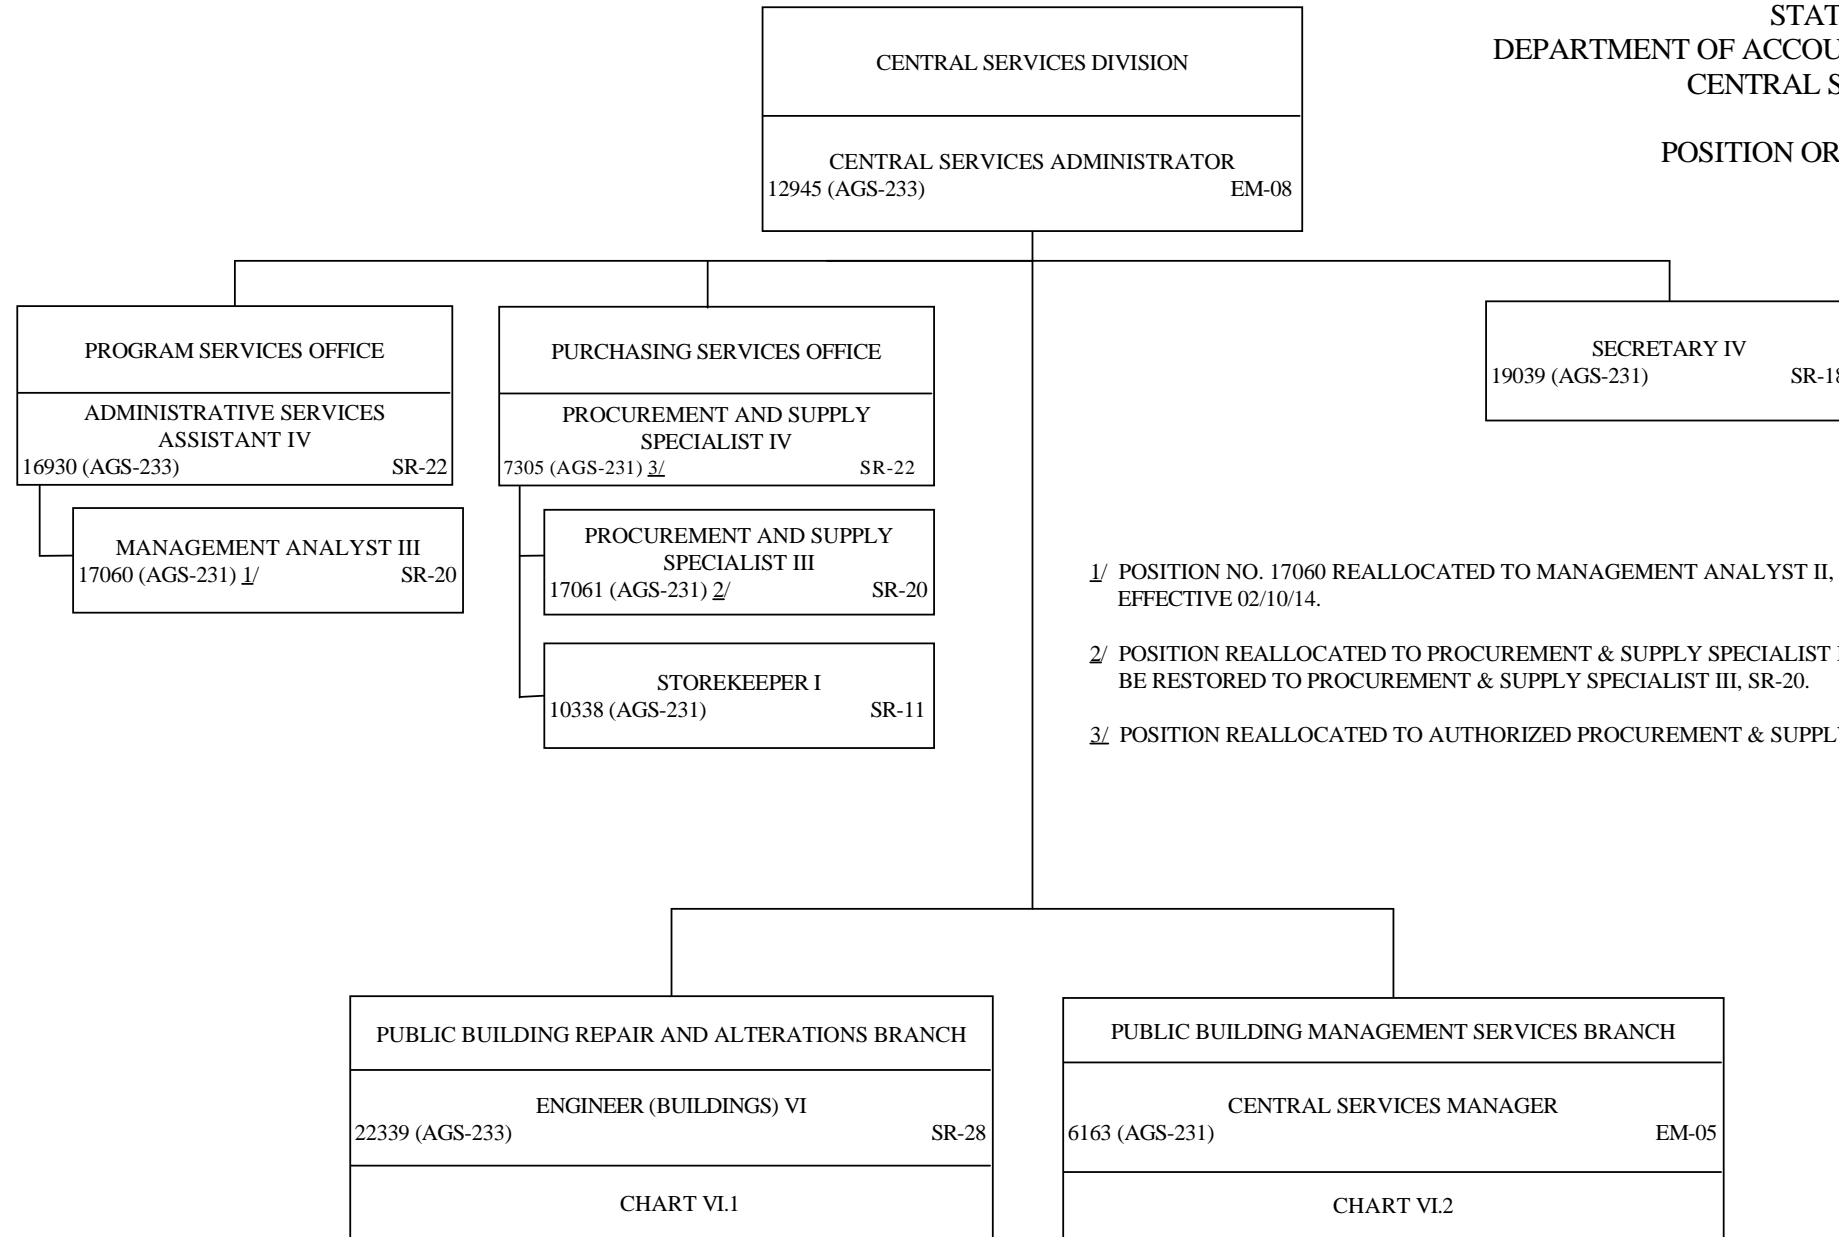 STAT
DEPARTMENT OF ACCOU
CENTRAL S
POSITION OR
CENTRAL SERVICES DIVISION
CENTRAL SERVICES ADMINISTRATOR
12945 (AGS-233) EM-08
PROGRAM SERVICES OFFICE
ADMINISTRATIVE SERVICES
ASSISTANT IV
16930 (AGS-233) SR-22
MANAGEMENT ANALYST III
17060 (AGS-231) 1/ SR-20
PURCHASING SERVICES OFFICE
PROCUREMENT AND SUPPLY
SPECIALIST IV
7305 (AGS-231) 3/ SR-22
PROCUREMENT AND SUPPLY
SPECIALIST III
17061 (AGS-231) 2/ SR-20
STOREKEEPER I
10338 (AGS-231) SR-11
SECRETARY IV
19039 (AGS-231) SR-18
1/ POSITION NO. 17060 REALLOCATED TO MANAGEMENT ANALYST II,
EFFECTIVE 02/10/14.
2/ POSITION REALLOCATED TO PROCUREMENT & SUPPLY SPECIALIST
BE RESTORED TO PROCUREMENT & SUPPLY SPECIALIST III, SR-20.
3/ POSITION REALLOCATED TO AUTHORIZED PROCUREMENT & SUPPLY
PUBLIC BUILDING REPAIR AND ALTERATIONS BRANCH
ENGINEER (BUILDINGS) VI
22339 (AGS-233) SR-28
CHART VI.1
PUBLIC BUILDING MANAGEMENT SERVICES BRANCH
CENTRAL SERVICES MANAGER
6163 (AGS-231) EM-05
CHART VI.2